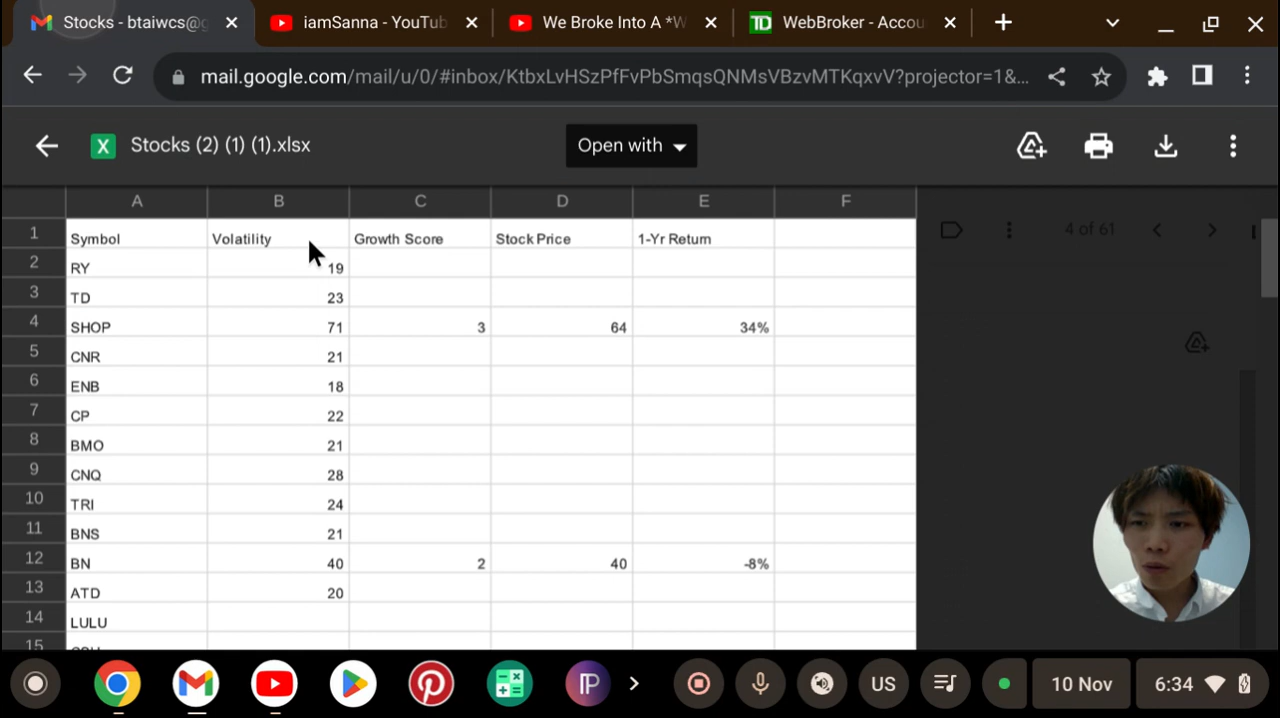 Stocks - btaiwcs@g
iamSanna - YouTub
We Broke Into A *W
TD WebBroker - Accou
mail.google.com/mail/u/0/#inbox/KtbxLvHSzPfFvPbSmqsQNMsVBzvMTKqxvV?projector=1&...
X Stocks (2) (1) (1).xlsx
Open with
4 of 61
A B C D E F
1 Symbol Volatility Growth Score Stock Price 1-Yr Return
2 RY 19
3 TD 23
4 SHOP 71 3 64 34%
5 CNR 21
6 ENB 18
7 CP 22
8 BMO 21
9 CNQ 28
10 TRI 24
11 BNS 21
12 BN 40 2 40 -8%
13 ATD 20
14 LULU
15
US 10 Nov 6:34